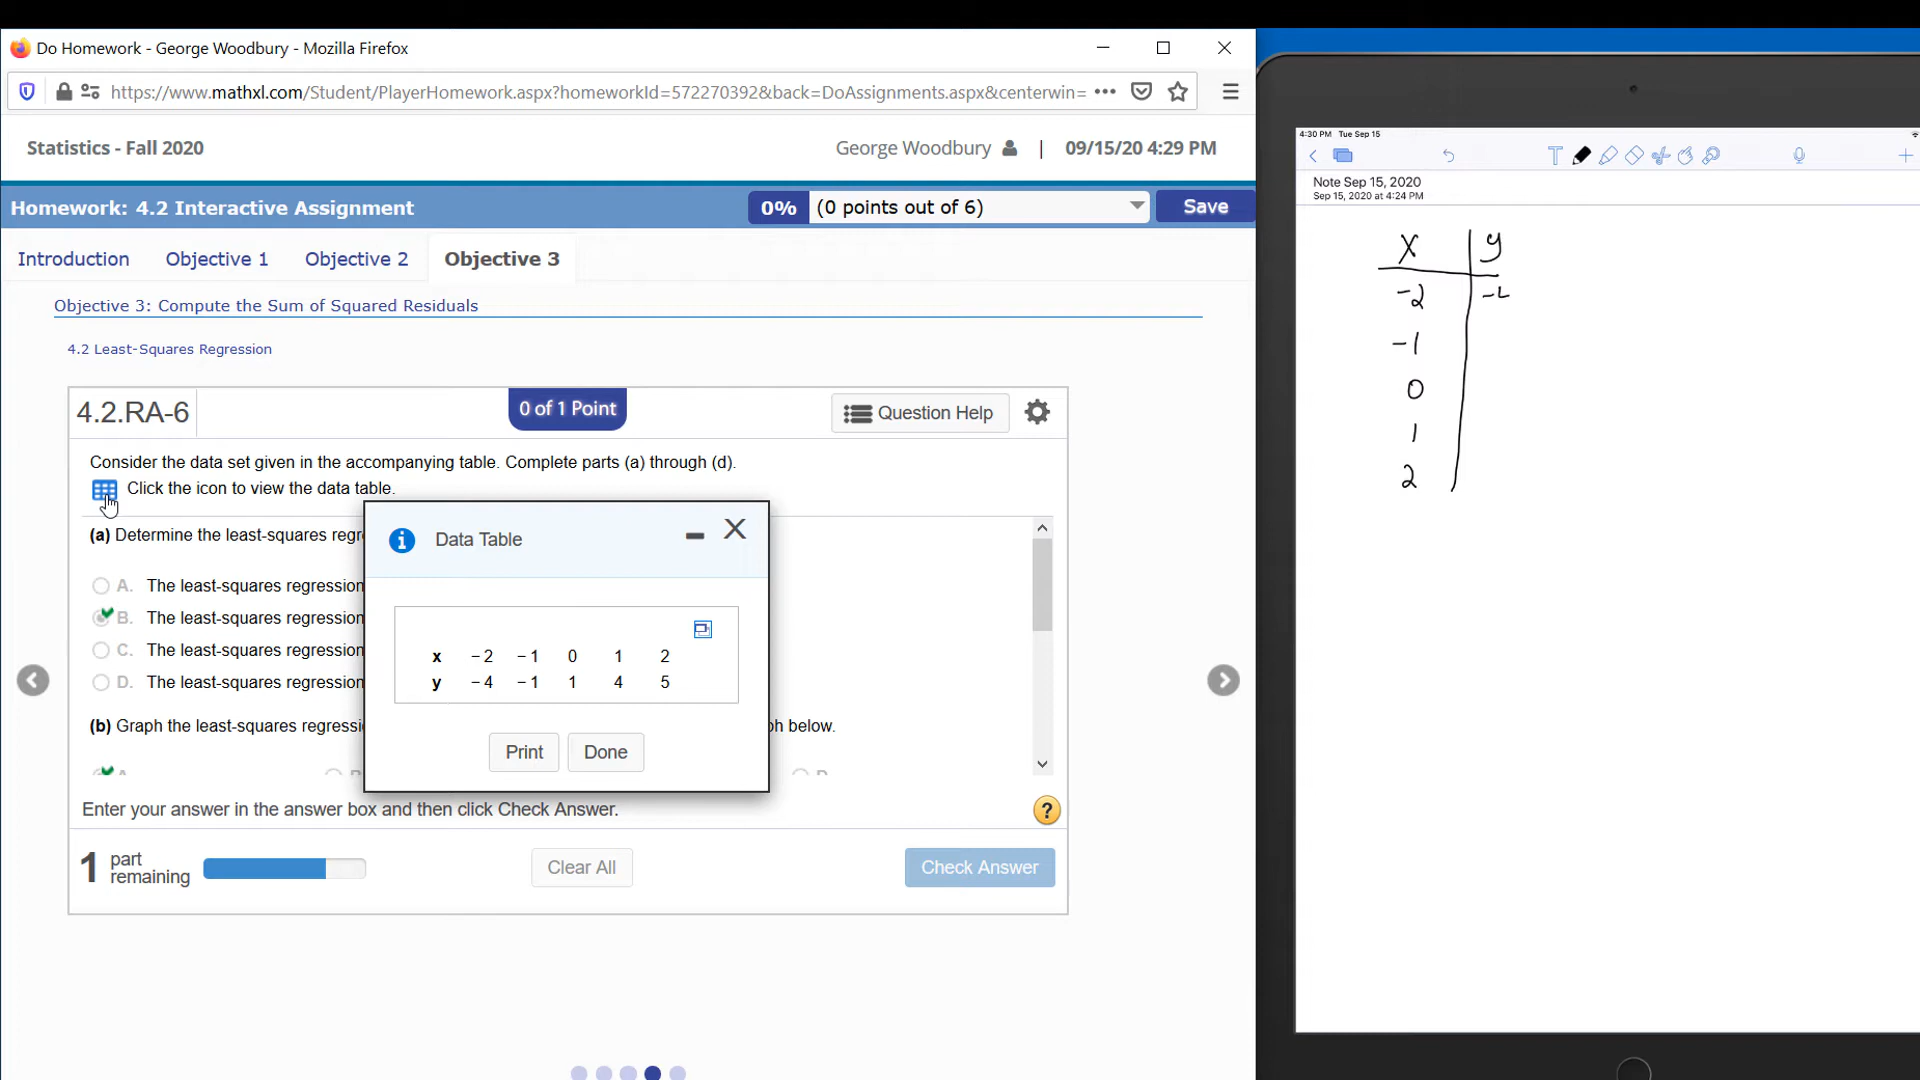 Do Homework - George Woodbury - Mozilla Firefox
https://www.mathxl.com/Student/PlayerHomework.aspx?homeworkId=572270392&back=DoAssignments.aspx&centerwin=
Statistics - Fall 2020
George Woodbury | 09/15/20 4:29 PM
Homework: 4.2 Interactive Assignment
0% (0 points out of 6)
Save
Introduction Objective 1 Objective 2 Objective 3
Objective 3: Compute the Sum of Squared Residuals
4.2 Least-Squares Regression
4.2.RA-6
0 of 1 Point
Question Help
Consider the data set given in the accompanying table. Complete parts (a) through (d).
Click the icon to view the data table.
(a) Determine the least-squares regr
A. The least-squares regression
B. The least-squares regression
C. The least-squares regression
D. The least-squares regression
(b) Graph the least-squares regressi
ph below.
Data Table
x -2 -1 0 1 2
y -4 -1 1 4 5
Print Done
Enter your answer in the answer box and then click Check Answer.
?
1 part remaining
Clear All
Check Answer
4:30 PM Tue Sep 15
Note Sep 15, 2020
Sep 15, 2020 at 4:24 PM
x y
-2
-1
0
1
2